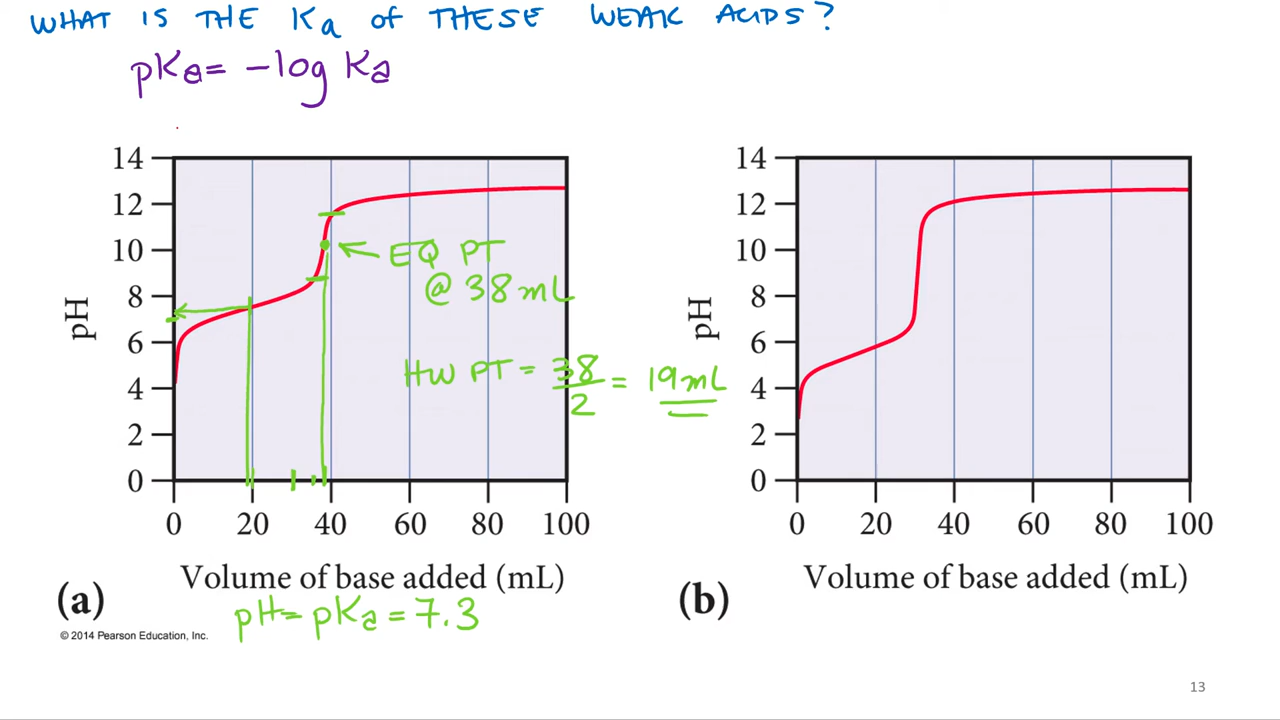 WHAT IS THE Ka of THESE WEAK ACIDS?
pKa = -log Ka
14
12
10
8
6
4
2
0
pH
0 20 40 60 80 100
Volume of base added (mL)
(a)
EQ PT
@ 38 mL
HW PT = 38/2 = 19 mL
pH = pKa = 7.3
© 2014 Pearson Education, Inc.
14
12
10
8
6
4
2
0
pH
0 20 40 60 80 100
Volume of base added (mL)
(b)
13